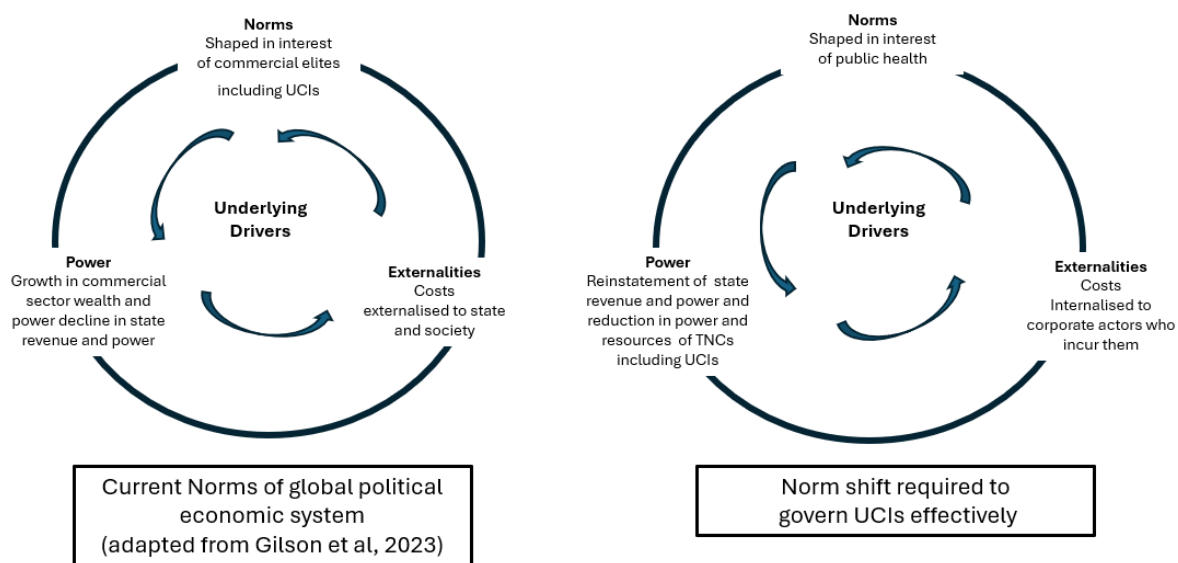 Norms
Shaped in interest
of commercial elites
including UCIs
Underlying
Drivers
Power
Growth in commercial
sector wealth and
power decline in state
revenue and power
Externalities
Costs
externalised to state
and society
Current Norms of global political
economic system
(adapted from Gilson et al, 2023)
Norms
Shaped in interest
of public health
Underlying
Drivers
Power
Reinstatement of state
revenue and power and
reduction in power and
resources of TNCs
including UCIs
Externalities
Costs
Internalised to
corporate actors who
incur them
Norm shift required to
govern UCIs effectively